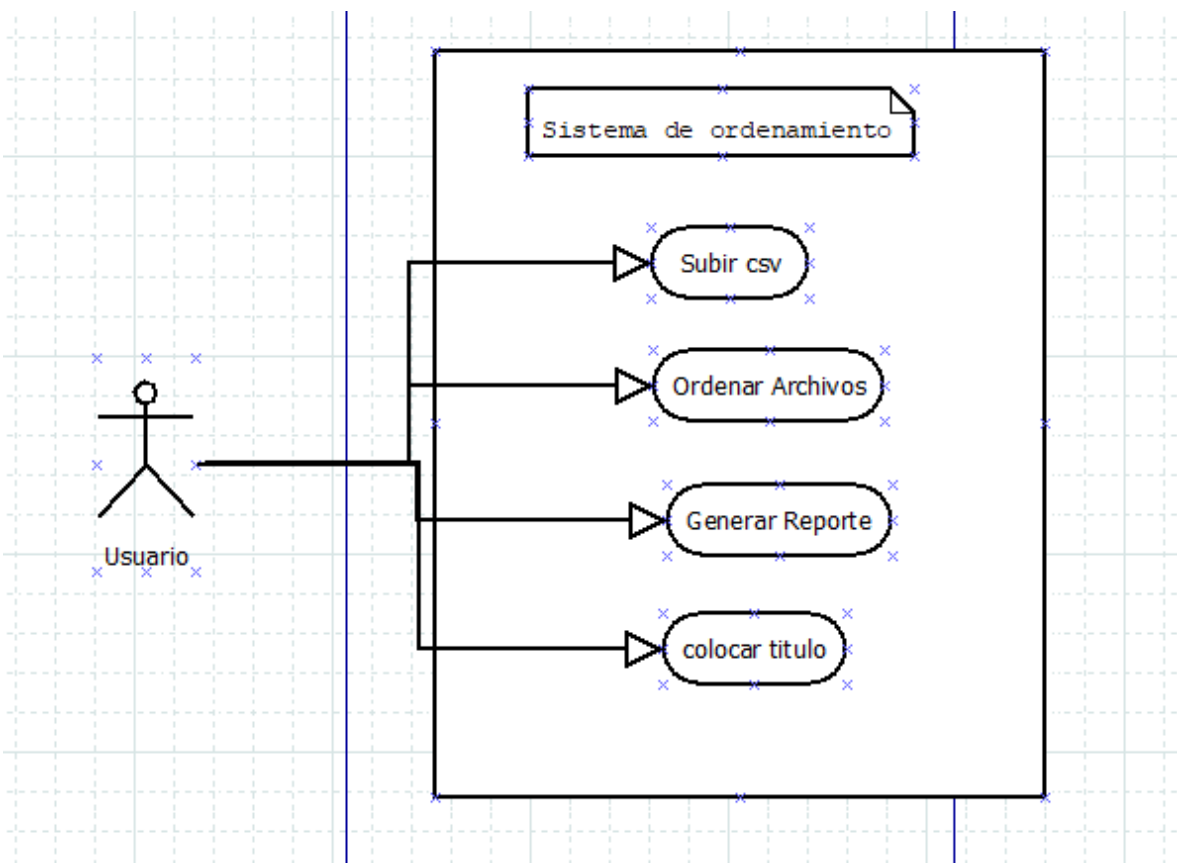 Sistema de ordenamiento
Subir csv
Ordenar Archivos
Generar Reporte
colocar titulo
Usuario